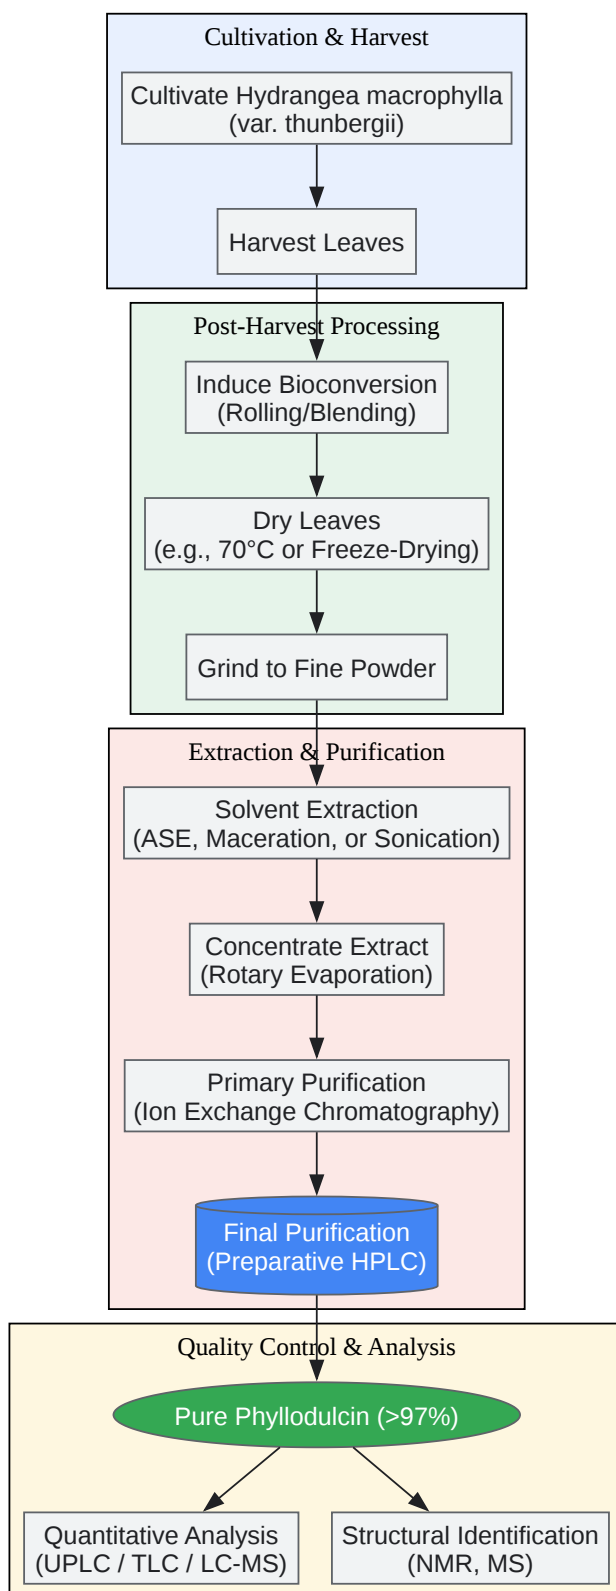 Cultivation & Harvest
Cultivate Hydrangea macrophylla
(var. thunbergii)
Harvest Leaves
Post-Harvest Processing
Induce Bioconversion
(Rolling/Blending)
Dry Leaves
(e.g., 70°C or Freeze-Drying)
Grind to Fine Powder
Extraction & Purification
Solvent Extraction
(ASE, Maceration, or Sonication)
Concentrate Extract
(Rotary Evaporation)
Primary Purification
(Ion Exchange Chromatography)
Final Purification
(Preparative HPLC)
Quality Control & Analysis
Pure Phyllodulcin (>97%)
Quantitative Analysis
(UPLC / TLC / LC-MS)
Structural Identification
(NMR, MS)